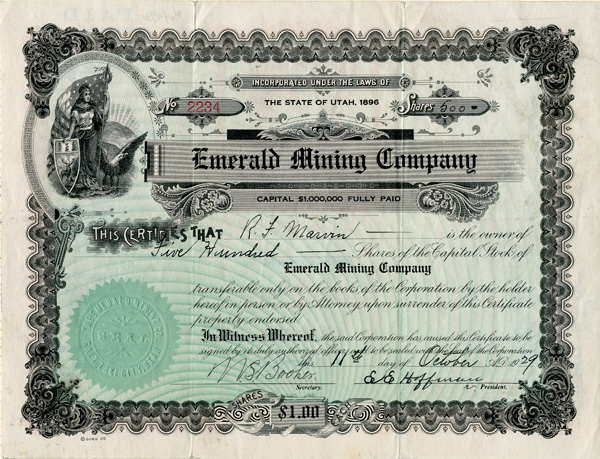 INCORPORATED UNDER THE LAWS OF
No 2234 THE STATE OF UTAH, 1896 Shares 500
Emerald Mining Company
CAPITAL $1,000,000 FULLY PAID
THIS CERTIFIES THAT R. F. Marvin is the owner of
Five Hundred Shares of the Capital Stock of
Emerald Mining Company
transferable only on the books of the Corporation by the holder
hereof in person or by Attorney upon surrender of this Certificate
properly endorsed.
In Witness Whereof, the said Corporation has caused this Certificate to be
signed by its duly authorized officers and to be sealed with the Seal of the Corporation
this 11th day of October A.D. 1929
Secretary. E. E. Hoffmann President.
SHARES
$1.00